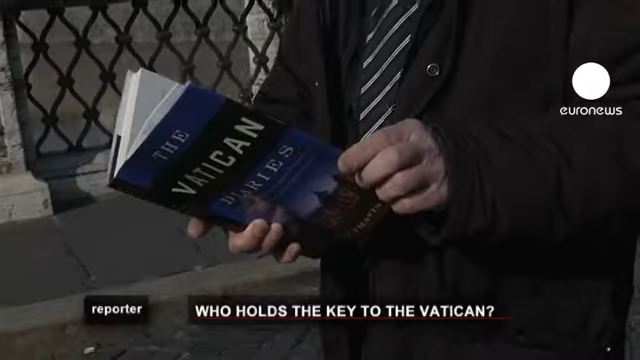 euronews
THE
VATICAN
DIARIES
reporter
WHO HOLDS THE KEY TO THE VATICAN?